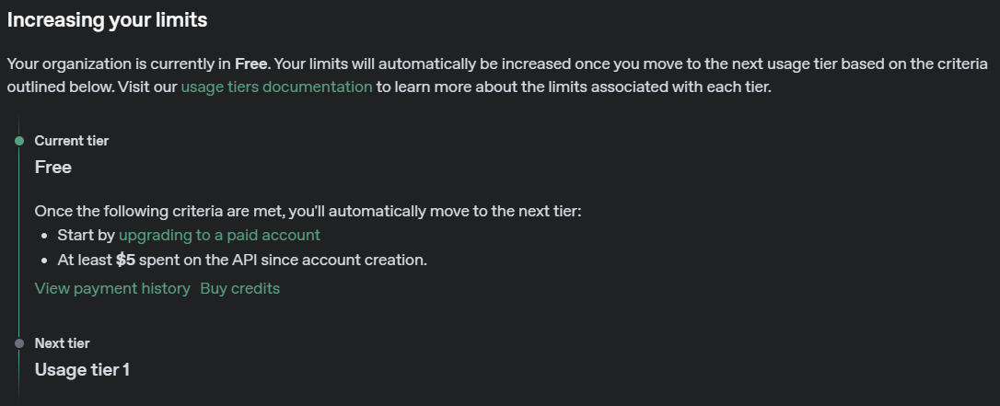 Increasing your limits
Your organization is currently in Free. Your limits will automatically be increased once you move to the next usage tier based on the criteria
outlined below. Visit our usage tiers documentation to learn more about the limits associated with each tier.
Current tier
Free
Once the following criteria are met, you'll automatically move to the next tier:
• Start by upgrading to a paid account
• At least $5 spent on the API since account creation.
View payment history Buy credits
Next tier
Usage tier 1